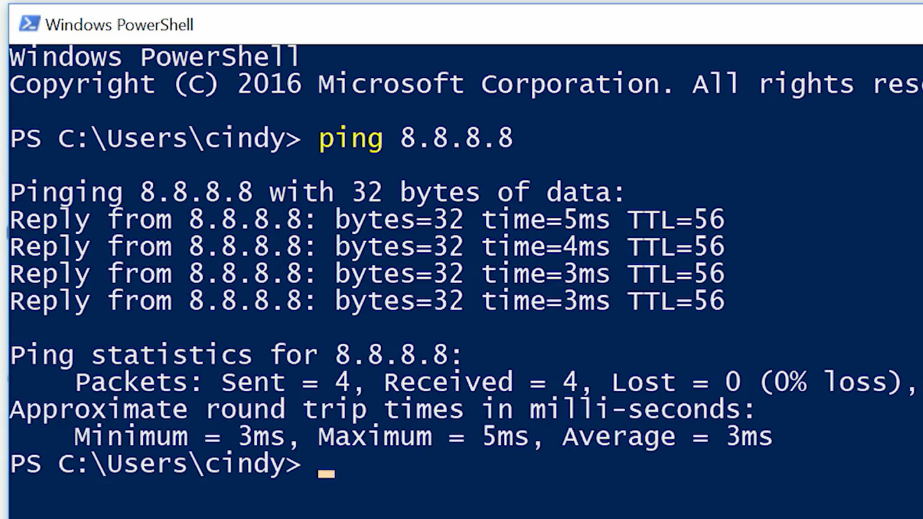 Windows PowerShell
Windows PowerShell
Copyright (C) 2016 Microsoft Corporation. All rights
PS C:\Users\cindy> ping 8.8.8.8
Pinging 8.8.8.8 with 32 bytes of data:
Reply from 8.8.8.8: bytes=32 time=5ms TTL=56
Reply from 8.8.8.8: bytes=32 time=4ms TTL=56
Reply from 8.8.8.8: bytes=32 time=3ms TTL=56
Reply from 8.8.8.8: bytes=32 time=3ms TTL=56
Ping statistics for 8.8.8.8:
Packets: Sent = 4, Received = 4, Lost = 0 (0% loss),
Approximate round trip times in milli-seconds:
Minimum = 3ms, Maximum = 5ms, Average = 3ms
PS C:\Users\cindy>